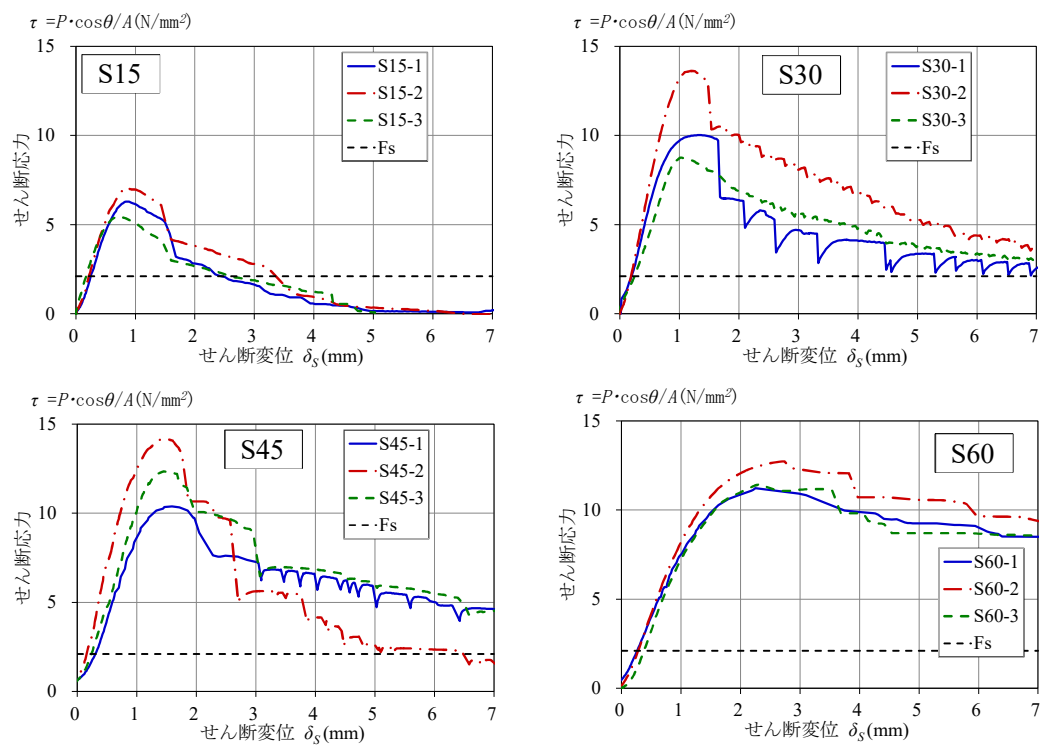 τ =P·cosθ/A(N/mm²)
15
10
5
0
せん断応力
S15
S15-1
S15-2
S15-3
Fs
0 1 2 3 4 5 6 7
せん断変位 δS(mm)
τ =P·cosθ/A(N/mm²)
15
10
5
0
せん断応力
S30
S30-1
S30-2
S30-3
Fs
0 1 2 3 4 5 6 7
せん断変位 δS(mm)
τ =P·cosθ/A(N/mm²)
15
10
5
0
せん断応力
S45
S45-1
S45-2
S45-3
Fs
0 1 2 3 4 5 6 7
せん断変位 δS(mm)
τ =P·cosθ/A(N/mm²)
15
10
5
0
せん断応力
S60
S60-1
S60-2
S60-3
Fs
0 1 2 3 4 5 6 7
せん断変位 δS(mm)